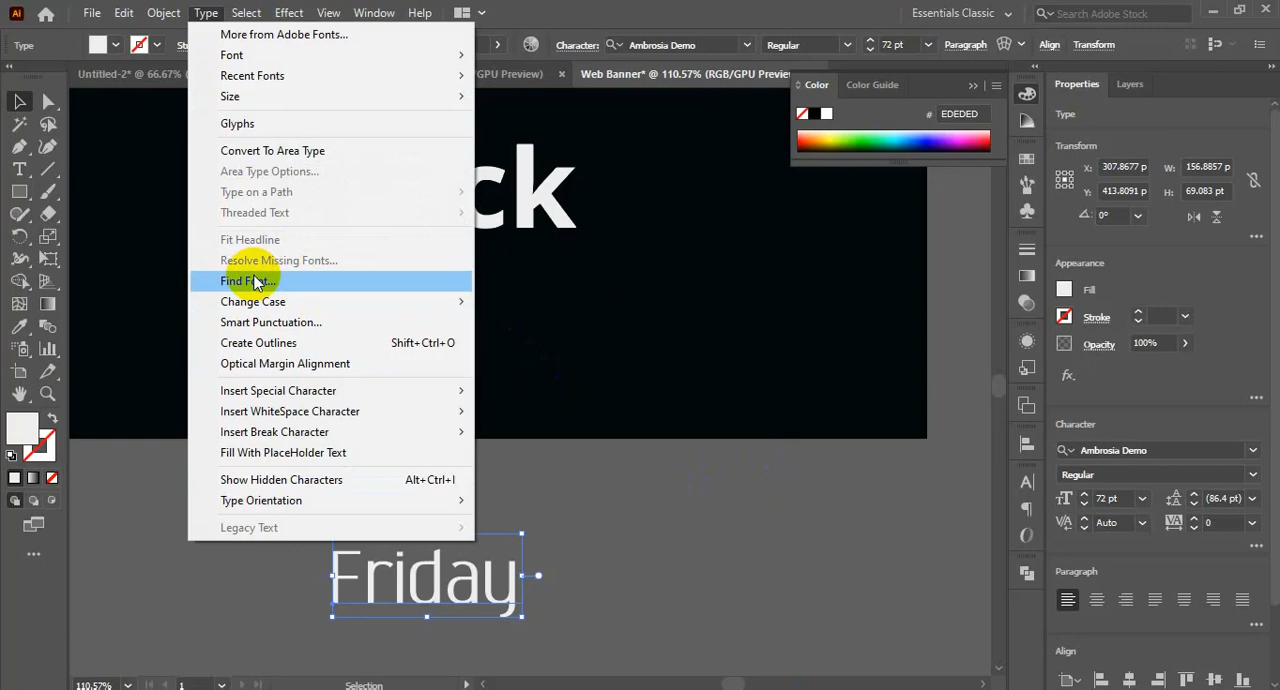 Ai File Edit Object Type Select Effect View Window Help Essentials Classic Search Adobe Stock
Type Character: Ambrosia Demo Regular 72 pt Paragraph Align Transform
Untitled-2* @ 66.67% /GPU Preview) × Web Banner* @ 110.57% (RGB/GPU Preview
More from Adobe Fonts...
Font
Recent Fonts
Size
Glyphs
Convert To Area Type
Area Type Options...
Type on a Path
Threaded Text
Fit Headline
Resolve Missing Fonts...
Find Font...
Change Case
Smart Punctuation...
Create Outlines Shift+Ctrl+O
Optical Margin Alignment
Insert Special Character
Insert WhiteSpace Character
Insert Break Character
Fill With PlaceHolder Text
Show Hidden Characters Alt+Ctrl+I
Type Orientation
Legacy Text
ck
Friday
Color Color Guide
# EDEDED
Properties Layers
Type
Transform
X: 307.8677 p W: 156.8857 p
Y: 413.8091 p H: 69.083 pt
0°
Appearance
Fill
Stroke
Opacity 100%
fx.
Character
Ambrosia Demo
Regular
72 pt (86.4 pt)
Auto 0
Paragraph
Align
110.57% 1 Selection